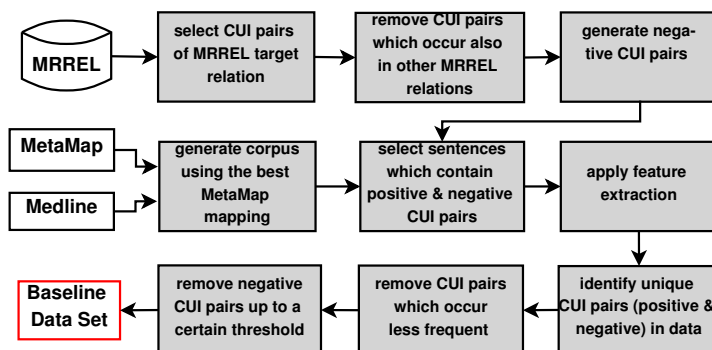 MRREL
select CUI pairs
of MRREL target
relation
remove CUI pairs
which occur also
in other MRREL
relations
generate nega-
tive CUI pairs
MetaMap
Medline
generate corpus
using the best
MetaMap
mapping
select sentences
which contain
positive & negative
CUI pairs
apply feature
extraction
identify unique
CUI pairs (positive &
negative) in data
remove CUI pairs
which occur
less frequent
remove negative
CUI pairs up to a
certain threshold
Baseline
Data Set